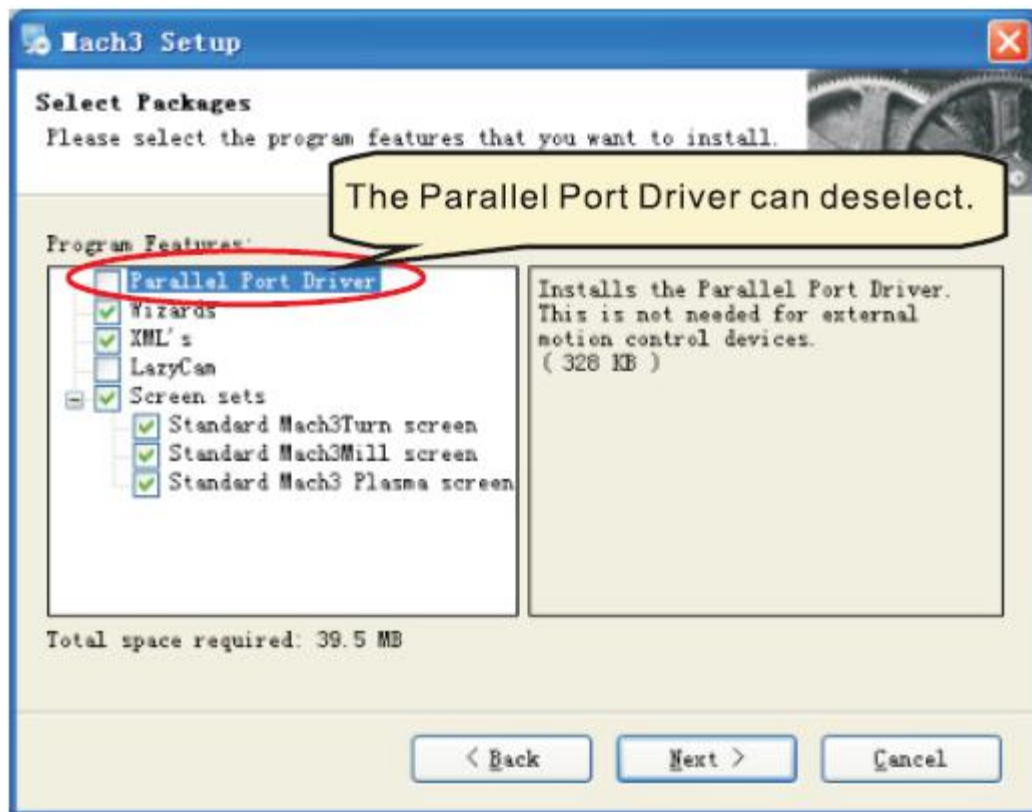 Mach3 Setup
Select Packages
Please select the program features that you want to install.
The Parallel Port Driver can deselect.
Program Features:
Parallel Port Driver
Wizards
XML's
LazyCam
Screen sets
Standard Mach3Turn screen
Standard Mach3Mill screen
Standard Mach3 Plasma screen
Installs the Parallel Port Driver.
This is not needed for external
motion control devices.
( 328 KB )
Total space required: 39.5 MB
< Back
Next >
Cancel